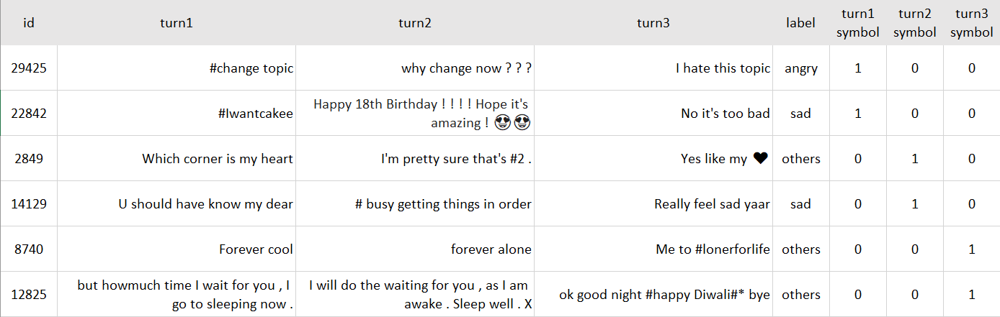 id turn1 turn2 turn3 label turn1 symbol turn2 symbol turn3 symbol
29425 #change topic why change now ? ? ? I hate this topic angry 1 0 0
22842 #Iwantcakee Happy 18th Birthday ! ! ! ! Hope it's amazing ! 😍😍 No it's too bad sad 1 0 0
2849 Which corner is my heart I'm pretty sure that's #2 . Yes like my ❤ others 0 1 0
14129 U should have know my dear # busy getting things in order Really feel sad yaar sad 0 1 0
8740 Forever cool forever alone Me to #lonerforlife others 0 0 1
12825 but howmuch time I wait for you , I go to sleeping now . I will do the waiting for you , as I am awake . Sleep well . X ok good night #happy Diwali#* bye others 0 0 1